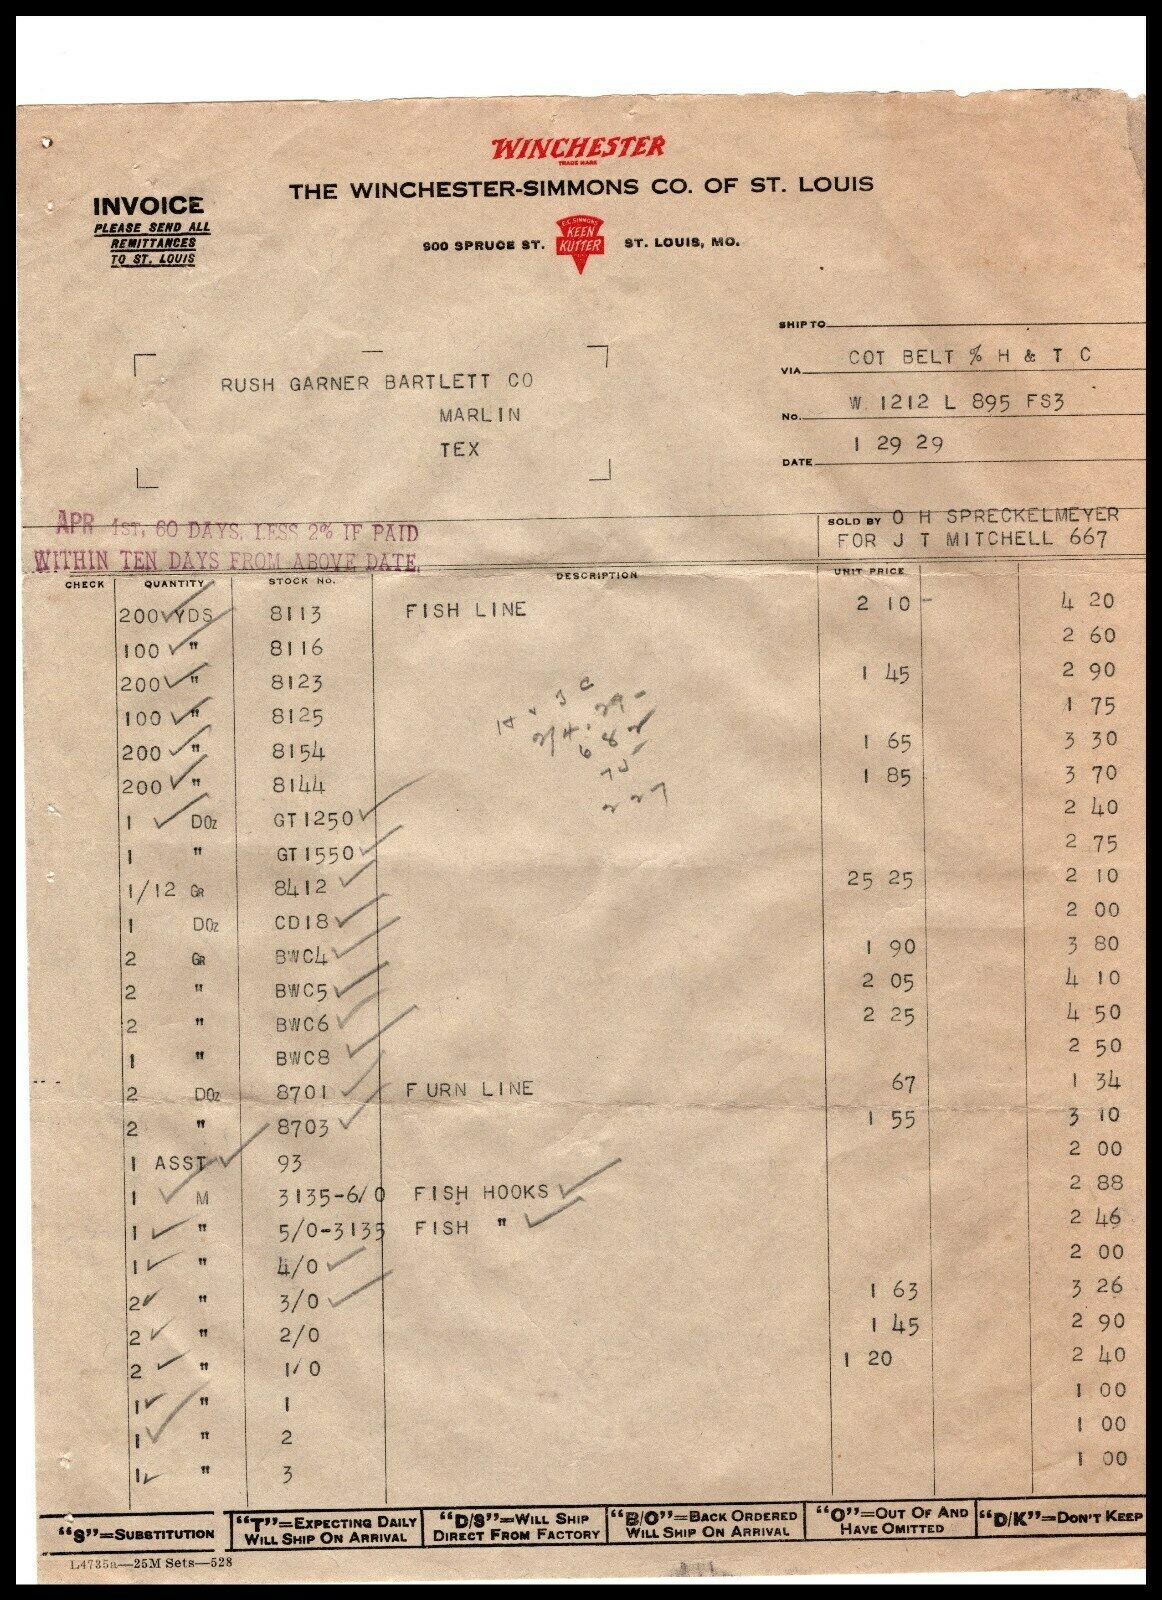 WINCHESTER
TRADE MARK
THE WINCHESTER-SIMMONS CO. OF ST. LOUIS
INVOICE
PLEASE SEND ALL
REMITTANCES
TO ST. LOUIS
900 SPRUCE ST. E.C. SIMMONS KEEN KUTTER ST. LOUIS, MO.
SHIP TO
VIA COT BELT % H & T C
No. W 1212 L 895 FS3
DATE 1 29 29
RUSH GARNER BARTLETT CO
MARLIN
TEX
APR 1ST, 60 DAYS, LESS 2% IF PAID
WITHIN TEN DAYS FROM ABOVE DATE.
SOLD BY O H SPRECKELMEYER
FOR J T MITCHELL 667
CHECK QUANTITY STOCK NO. DESCRIPTION UNIT PRICE
200 YDS 8113 FISH LINE 2 10 - 4 20
100 " 8116 2 60
200 " 8123 1 45 2 90
100 " 8125 1 75
200 " 8154 1 65 3 30
200 " 8144 1 85 3 70
1 DOz GT1250 2 40
1 " GT1550 2 75
1/12 GR 8412 25 25 2 10
1 DOz CD18 2 00
2 GR BWC4 1 90 3 80
2 " BWC5 2 05 4 10
2 " BWC6 2 25 4 50
1 " BWC8 2 50
2 DOz 8701 FURN LINE 67 1 34
2 " 8703 1 55 3 10
1 ASST 93 2 00
1 M 3135-6/0 FISH HOOKS 2 88
1 " 5/0-3135 FISH " 2 46
1 " 4/0 2 00
2 " 3/0 1 63 3 26
2 " 2/0 1 45 2 90
2 " 1/0 1 20 2 40
1 " 1 1 00
1 " 2 1 00
1 " 3 1 00
"S"=SUBSTITUTION
"T"=EXPECTING DAILY
WILL SHIP ON ARRIVAL
"D/S"=WILL SHIP
DIRECT FROM FACTORY
"B/O"=BACK ORDERED
WILL SHIP ON ARRIVAL
"O"=OUT OF AND
HAVE OMITTED
"D/K"=DON'T KEEP
L4735a—25M Sets—528